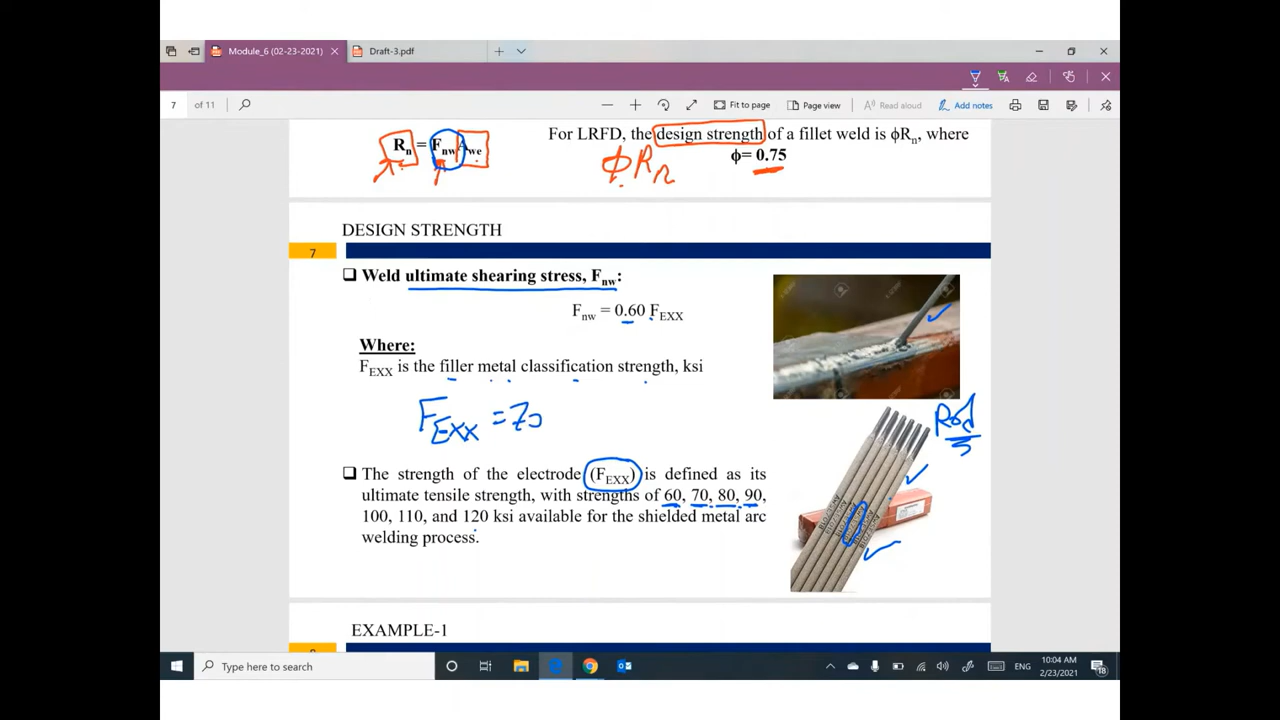 Module_6 (02-23-2021)
Draft-3.pdf
7 of 11
Fit to page
Page view
Read aloud
Add notes
Rn = Fnw Awe
For LRFD, the design strength of a fillet weld is ϕRn, where
ϕ= 0.75
ϕ Rn
DESIGN STRENGTH
7
❑ Weld ultimate shearing stress, Fnw:
Fnw = 0.60 FEXX
Where:
FEXX is the filler metal classification strength, ksi
FEXX = 70
Rod
❑ The strength of the electrode (FEXX) is defined as its
ultimate tensile strength, with strengths of 60, 70, 80, 90,
100, 110, and 120 ksi available for the shielded metal arc
welding process.
EXAMPLE-1
Type here to search
ENG
10:04 AM
2/23/2021
18